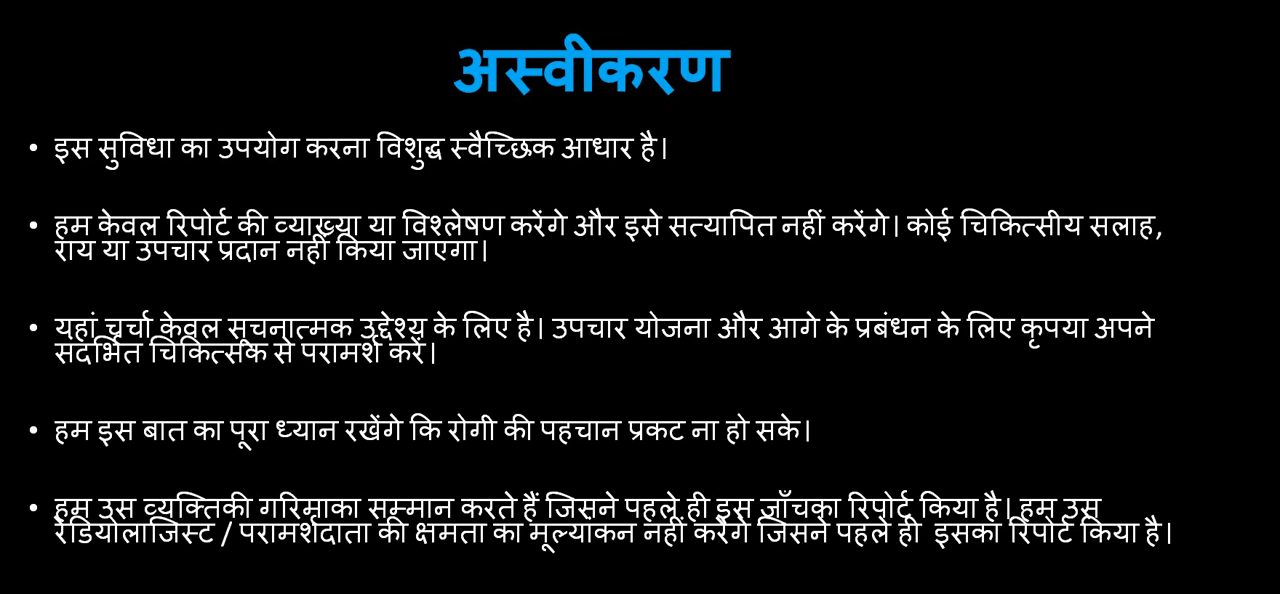 अस्वीकरण
• इस सुविधा का उपयोग करना विशुद्ध स्वैच्छिक आधार है।
• हम केवल रिपोर्ट की व्याख्या या विश्लेषण करेंगे और इसे सत्यापित नहीं करेंगे। कोई चिकित्सीय सलाह,
राय या उपचार प्रदान नहीं किया जाएगा।
• यहां चर्चा केवल सूचनात्मक उद्देश्य के लिए है। उपचार योजना और आगे के प्रबंधन के लिए कृपया अपने
संदर्भित चिकित्सक से परामर्श करें।
• हम इस बात का पूरा ध्यान रखेंगे कि रोगी की पहचान प्रकट ना हो सके।
• हम उस व्यक्तिकी गरिमाका सम्मान करते हैं जिसने पहले ही इस जाँचका रिपोर्ट किया है। हम उस
रेडियोलाजिस्ट / परामर्शदाता की क्षमता का मूल्यांकन नहीं करेंगे जिसने पहले ही इसका रिपोर्ट किया है।